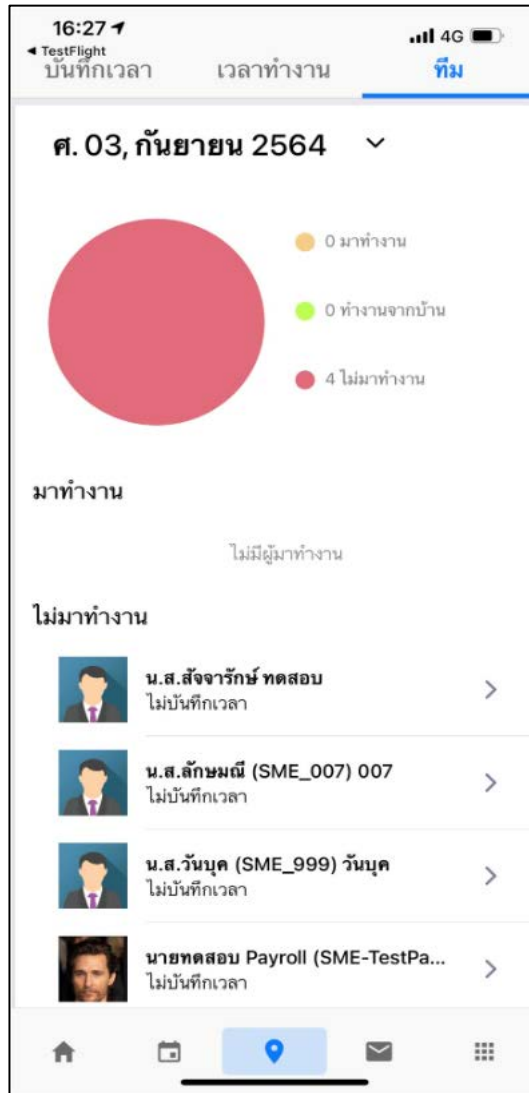 16:27
4G
◀ TestFlight
บันทึกเวลา
เวลาทำงาน
ทีม
ศ. 03, กันยายน 2564
0 มาทำงาน
0 ทำงานจากบ้าน
4 ไม่มาทำงาน
มาทำงาน
ไม่มีผู้มาทำงาน
ไม่มาทำงาน
น.ส.สัจจารักษ์ ทดสอบ
ไม่บันทึกเวลา
น.ส.ลักษมณี (SME_007) 007
ไม่บันทึกเวลา
น.ส.วันบุค (SME_999) วันบุค
ไม่บันทึกเวลา
นายทดสอบ Payroll (SME-TestPa...
ไม่บันทึกเวลา